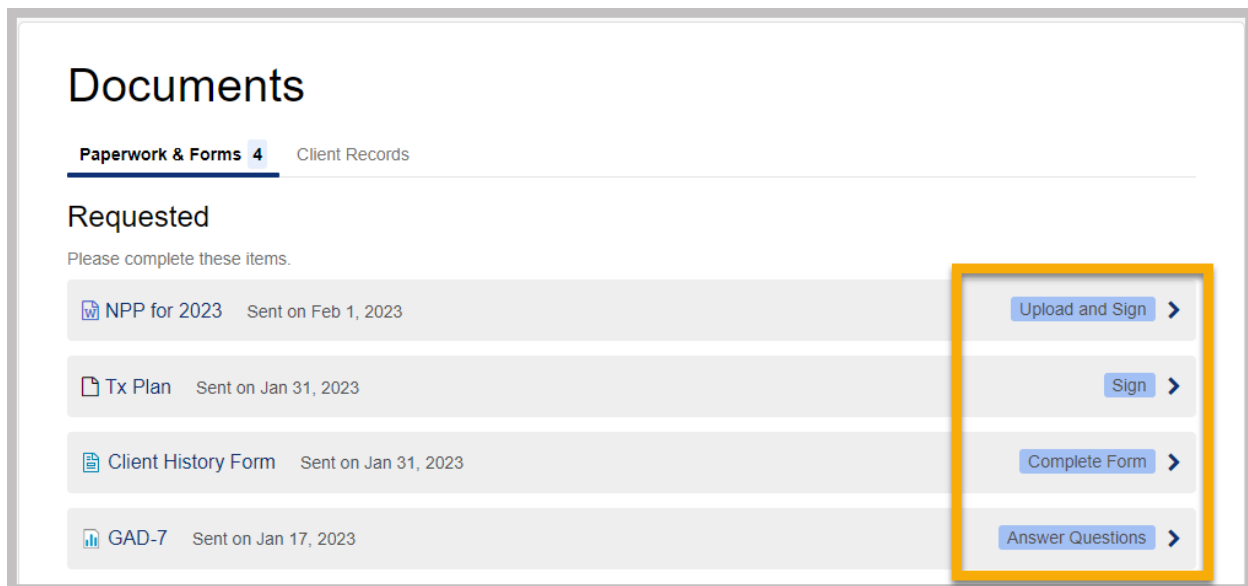 Documents
Paperwork & Forms 4 Client Records
Requested
Please complete these items.
NPP for 2023 Sent on Feb 1, 2023 Upload and Sign
Tx Plan Sent on Jan 31, 2023 Sign
Client History Form Sent on Jan 31, 2023 Complete Form
GAD-7 Sent on Jan 17, 2023 Answer Questions